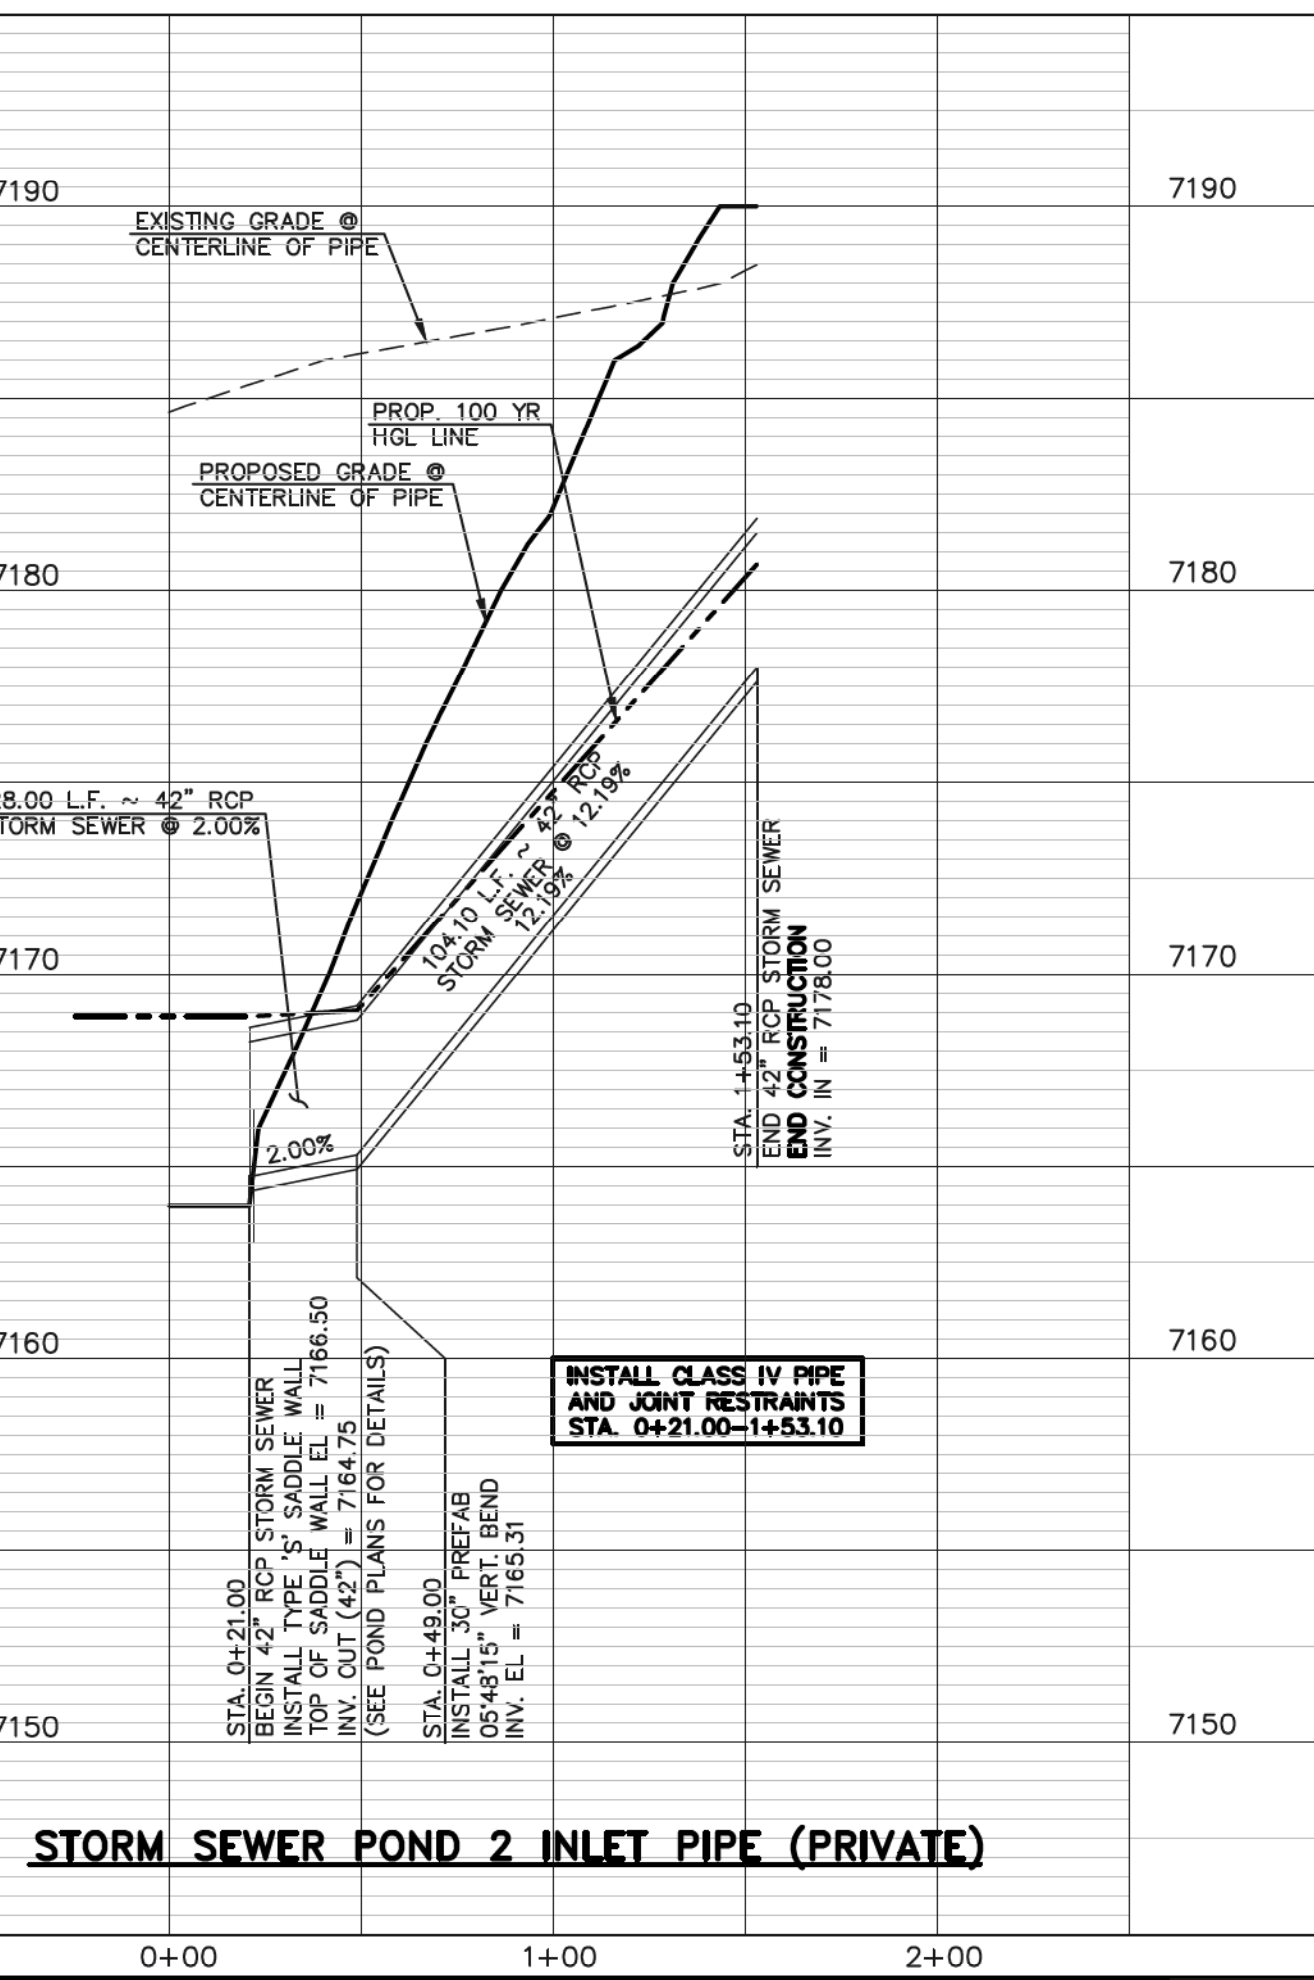 7190
7190
EXISTING GRADE @
CENTERLINE OF PIPE
PROP. 100 YR
HGL LINE
PROPOSED GRADE @
CENTERLINE OF PIPE
7180
7180
8.00 L.F. ~ 42" RCP
TORM SEWER @ 2.00%
104.10 L.F. ~ 42" RCP
STORM SEWER @ 12.19%
12.19%
7170
7170
STA. 1+53.10
END 42" RCP STORM SEWER
END CONSTRUCTION
INV. IN = 7178.00
2.00%
7160
7160
INSTALL CLASS IV PIPE
AND JOINT RESTRAINTS
STA. 0+21.00-1+53.10
STA. 0+21.00
BEGIN 42" RCP STORM SEWER
INSTALL TYPE 'S' SADDLE WALL
TOP OF SADDLE WALL EL = 7166.50
INV. OUT (42") = 7164.75
(SEE POND PLANS FOR DETAILS)
STA. 0+49.00
INSTALL 30" PREFAB
05°48'15" VERT. BEND
INV. EL = 7165.31
7150
7150
STORM SEWER POND 2 INLET PIPE (PRIVATE)
0+00
1+00
2+00